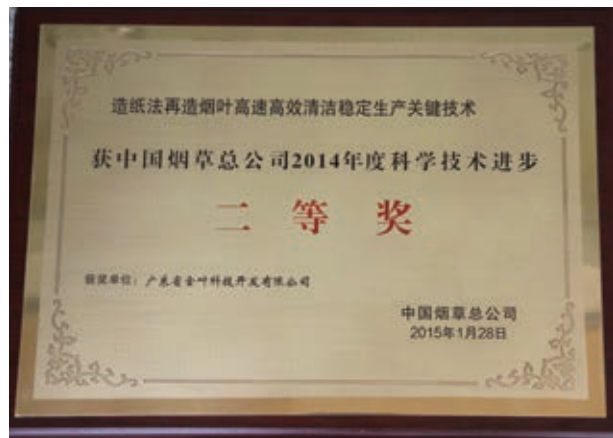 造纸法再造烟叶高速高效清洁稳定生产关键技术
获中国烟草总公司2014年度科学技术进步
二等奖
获奖单位：广东省金叶科技开发有限公司
中国烟草总公司
2015年1月28日